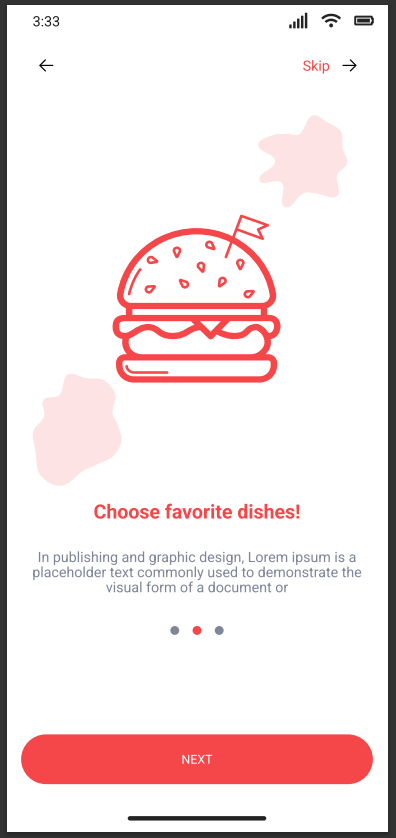 3:33
Skip
Choose favorite dishes!
In publishing and graphic design, Lorem ipsum is a
placeholder text commonly used to demonstrate the
visual form of a document or
NEXT